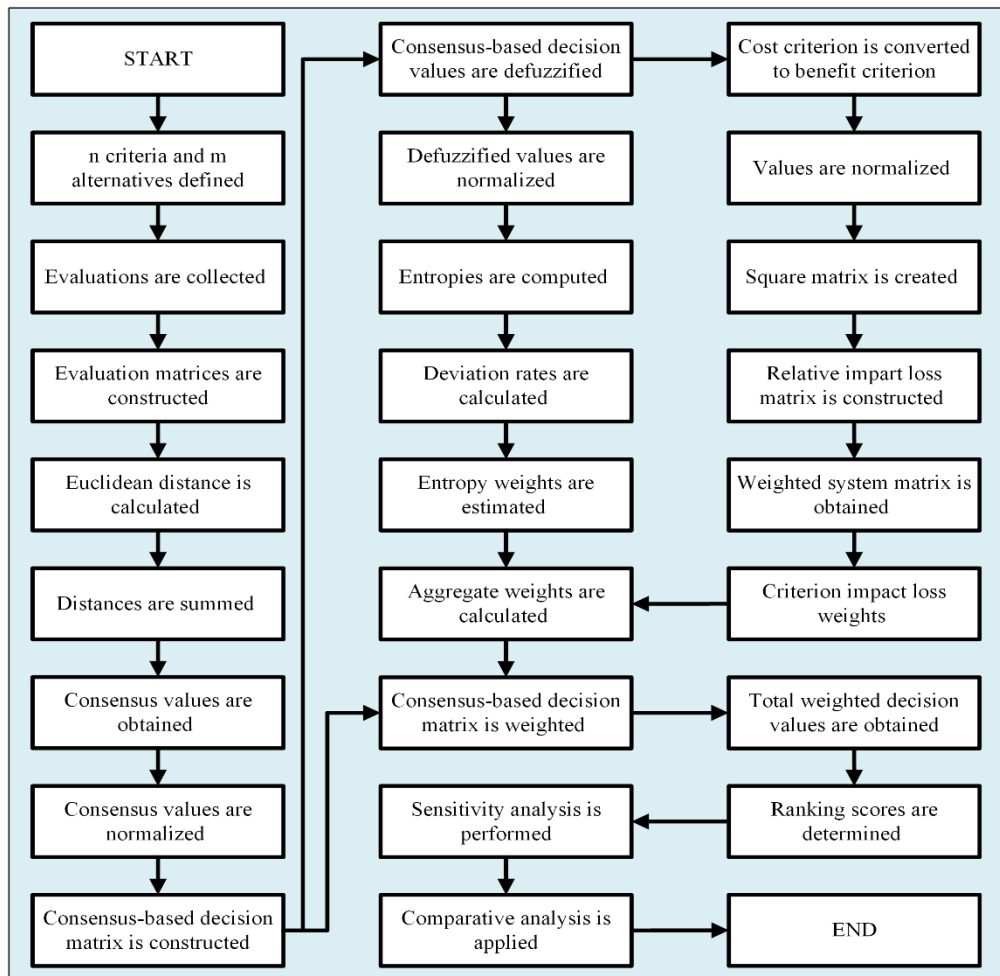 START
n criteria and m
alternatives defined
Evaluations are collected
Evaluation matrices are
constructed
Euclidean distance is
calculated
Distances are summed
Consensus values are
obtained
Consensus values are
normalized
Consensus-based decision
matrix is constructed
Consensus-based decision
values are defuzzified
Defuzzified values are
normalized
Entropies are computed
Deviation rates are
calculated
Entropy weights are
estimated
Aggregate weights are
calculated
Consensus-based decision
matrix is weighted
Sensitivity analysis is
performed
Comparative analysis is
applied
Cost criterion is converted
to benefit criterion
Values are normalized
Square matrix is created
Relative impart loss
matrix is constructed
Weighted system matrix is
obtained
Criterion impact loss
weights
Total weighted decision
values are obtained
Ranking scores are
determined
END